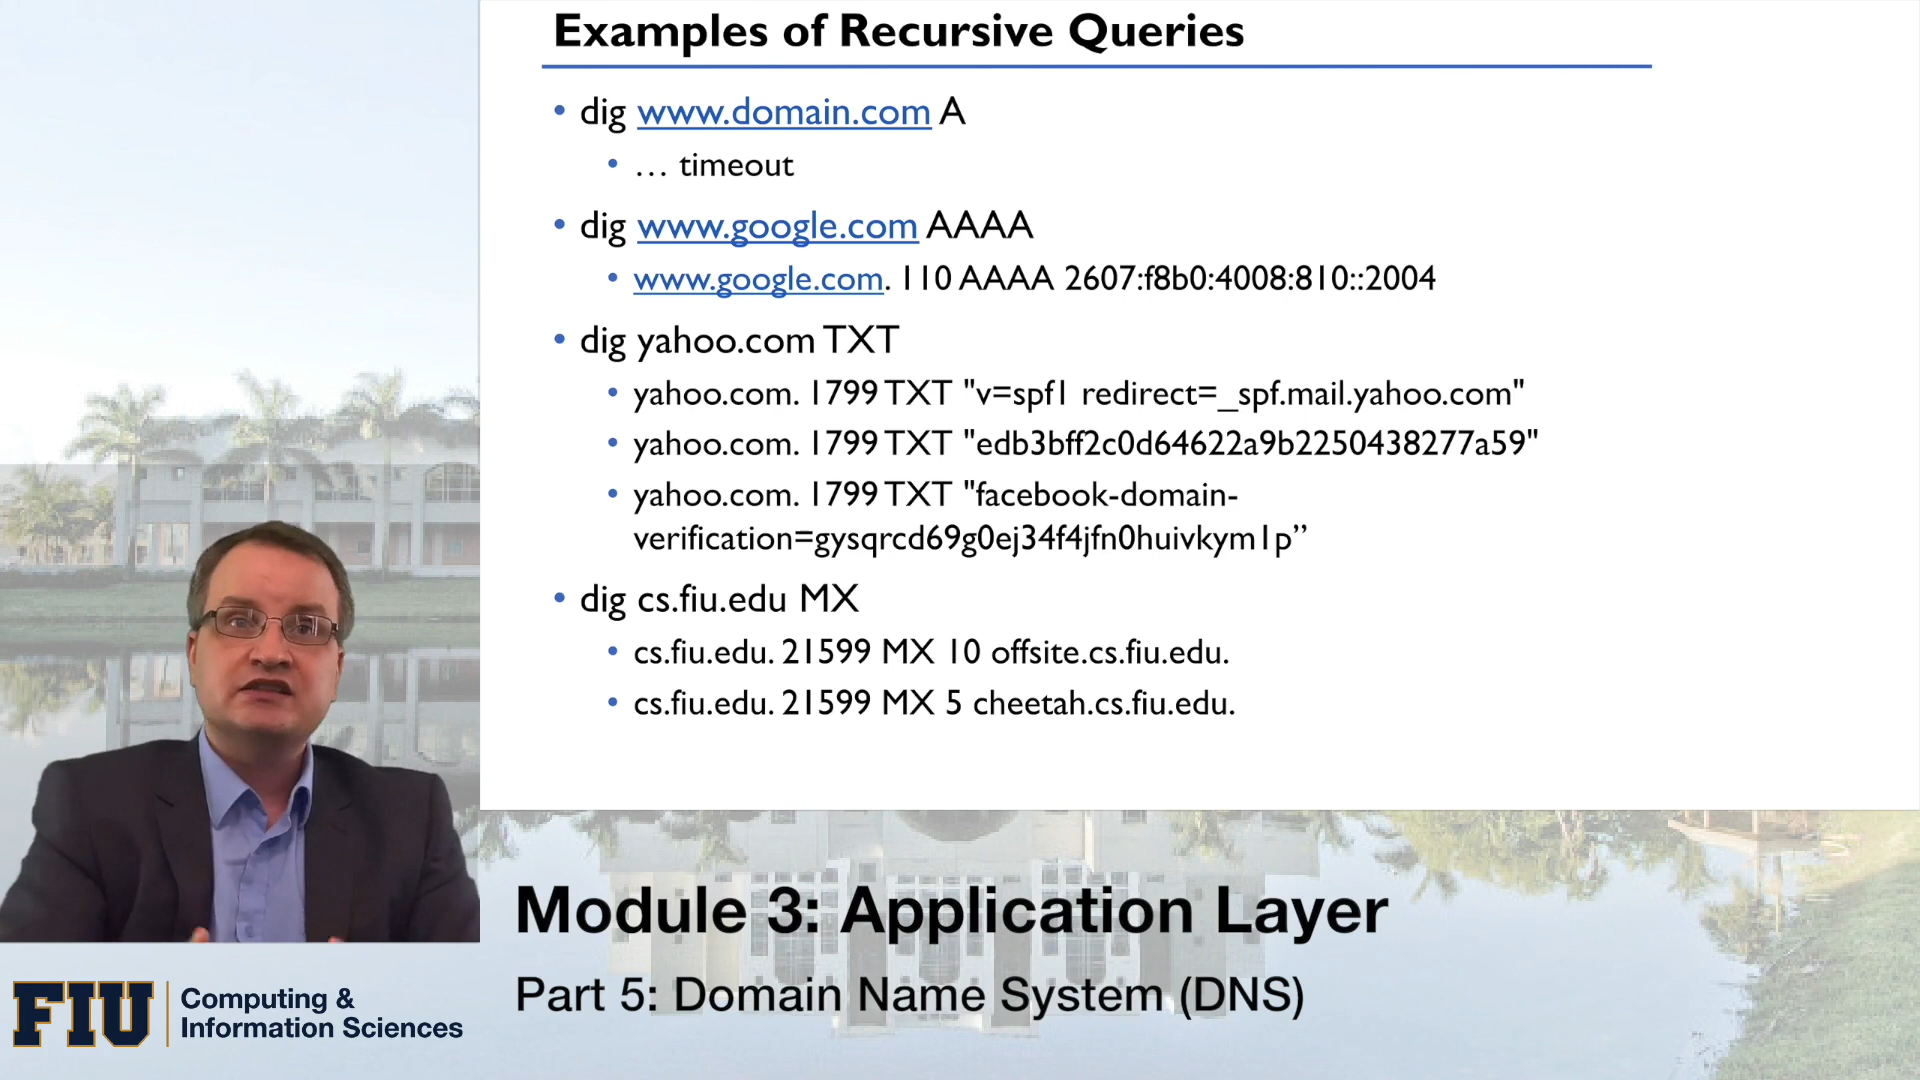 Examples of Recursive Queries
• dig www.domain.com A
• … timeout
• dig www.google.com AAAA
• www.google.com. 110 AAAA 2607:f8b0:4008:810::2004
• dig yahoo.com TXT
• yahoo.com. 1799 TXT "v=spf1 redirect=_spf.mail.yahoo.com"
• yahoo.com. 1799 TXT "edb3bff2c0d64622a9b2250438277a59"
• yahoo.com. 1799 TXT "facebook-domain-
verification=gysqrcd69g0ej34f4jfn0huivkym1p”
• dig cs.fiu.edu MX
• cs.fiu.edu. 21599 MX 10 offsite.cs.fiu.edu.
• cs.fiu.edu. 21599 MX 5 cheetah.cs.fiu.edu.
Module 3: Application Layer
Part 5: Domain Name System (DNS)
FIU
Computing &
Information Sciences